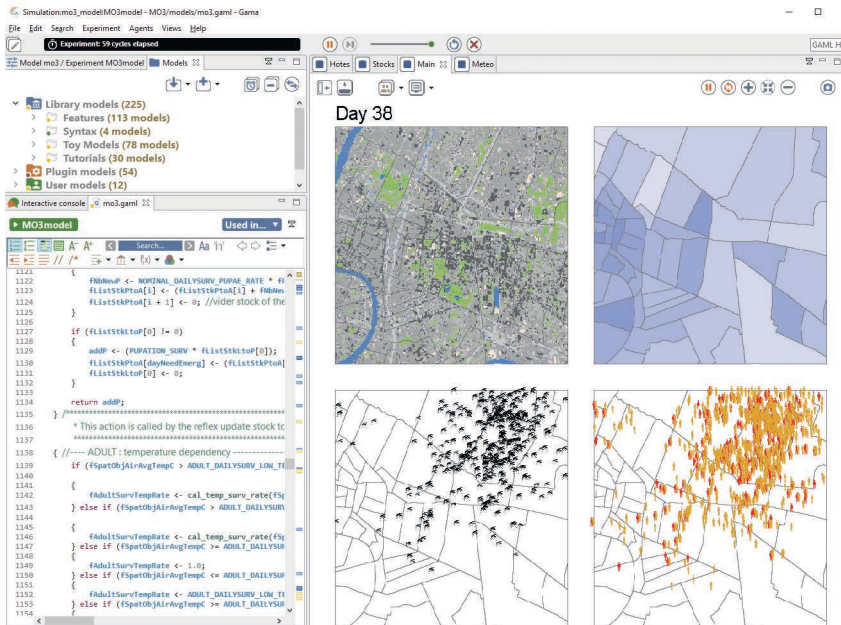 Simulation:mo3_model:MO3model - MO3/models/mo3.gaml - Gama
File Edit Search Experiment Agents Views Help
Experiment: 59 cycles elapsed
GAML H
Model mo3 / Experiment MO3model Models
Hotes Stocks Main Meteo
Library models (225)
Features (113 models)
Syntax (4 models)
Toy Models (78 models)
Tutorials (30 models)
Plugin models (54)
User models (12)
Day 38
Interactive console mo3.gaml
MO3model Used in...
A- A+ Search... Aa
// /* f(x)
1121 {
1122 fNbNewP <- NOMINAL_DAILYSURV_PUPAE_RATE *
1123 fListStkPtoA[i] <- (fListStkPtoA[i] + fNbNew
1124 fListStkPtoA[i + 1] <- 0; //vider stock of the
1125 }
1126
1127 if (fListStkLtoP[0] != 0)
1128 {
1129 addP <- (PUPATION_SURV * fListStkLtoP[0]);
1130 fListStkPtoA[dayNeedEmerg] <- (fListStkPtoA[
1131 fListStkLtoP[0] <- 0;
1132 }
1133
1134 return addP;
1135 } /*****
1136 * This action is called by the reflex update stock to
1137 *****
1138 { //---- ADULT : temperature dependency
1139 if (fSpatObjAirAvgTempC > ADULT_DAILYSURV_LOW_TE
1140
1141 {
1142 fAdultSurvTempRate <- cal_temp_surv_rate(fSp
1143 } else if (fSpatObjAirAvgTempC > ADULT_DAILYSURV
1144
1145 {
1146 fAdultSurvTempRate <- cal_temp_surv_rate(fSp
1147 } else if (fSpatObjAirAvgTempC >= ADULT_DAILYSUR
1148 {
1149 fAdultSurvTempRate <- 1.0;
1150 } else if (fSpatObjAirAvgTempC <= ADULT_DAILYSUR
1151 {
1152 fAdultSurvTempRate <- ADULT_DAILYSURV_LOW_TE
1153 } else if (fSpatObjAirAvgTempC >= ADULT_DAILYSUR
1154 {